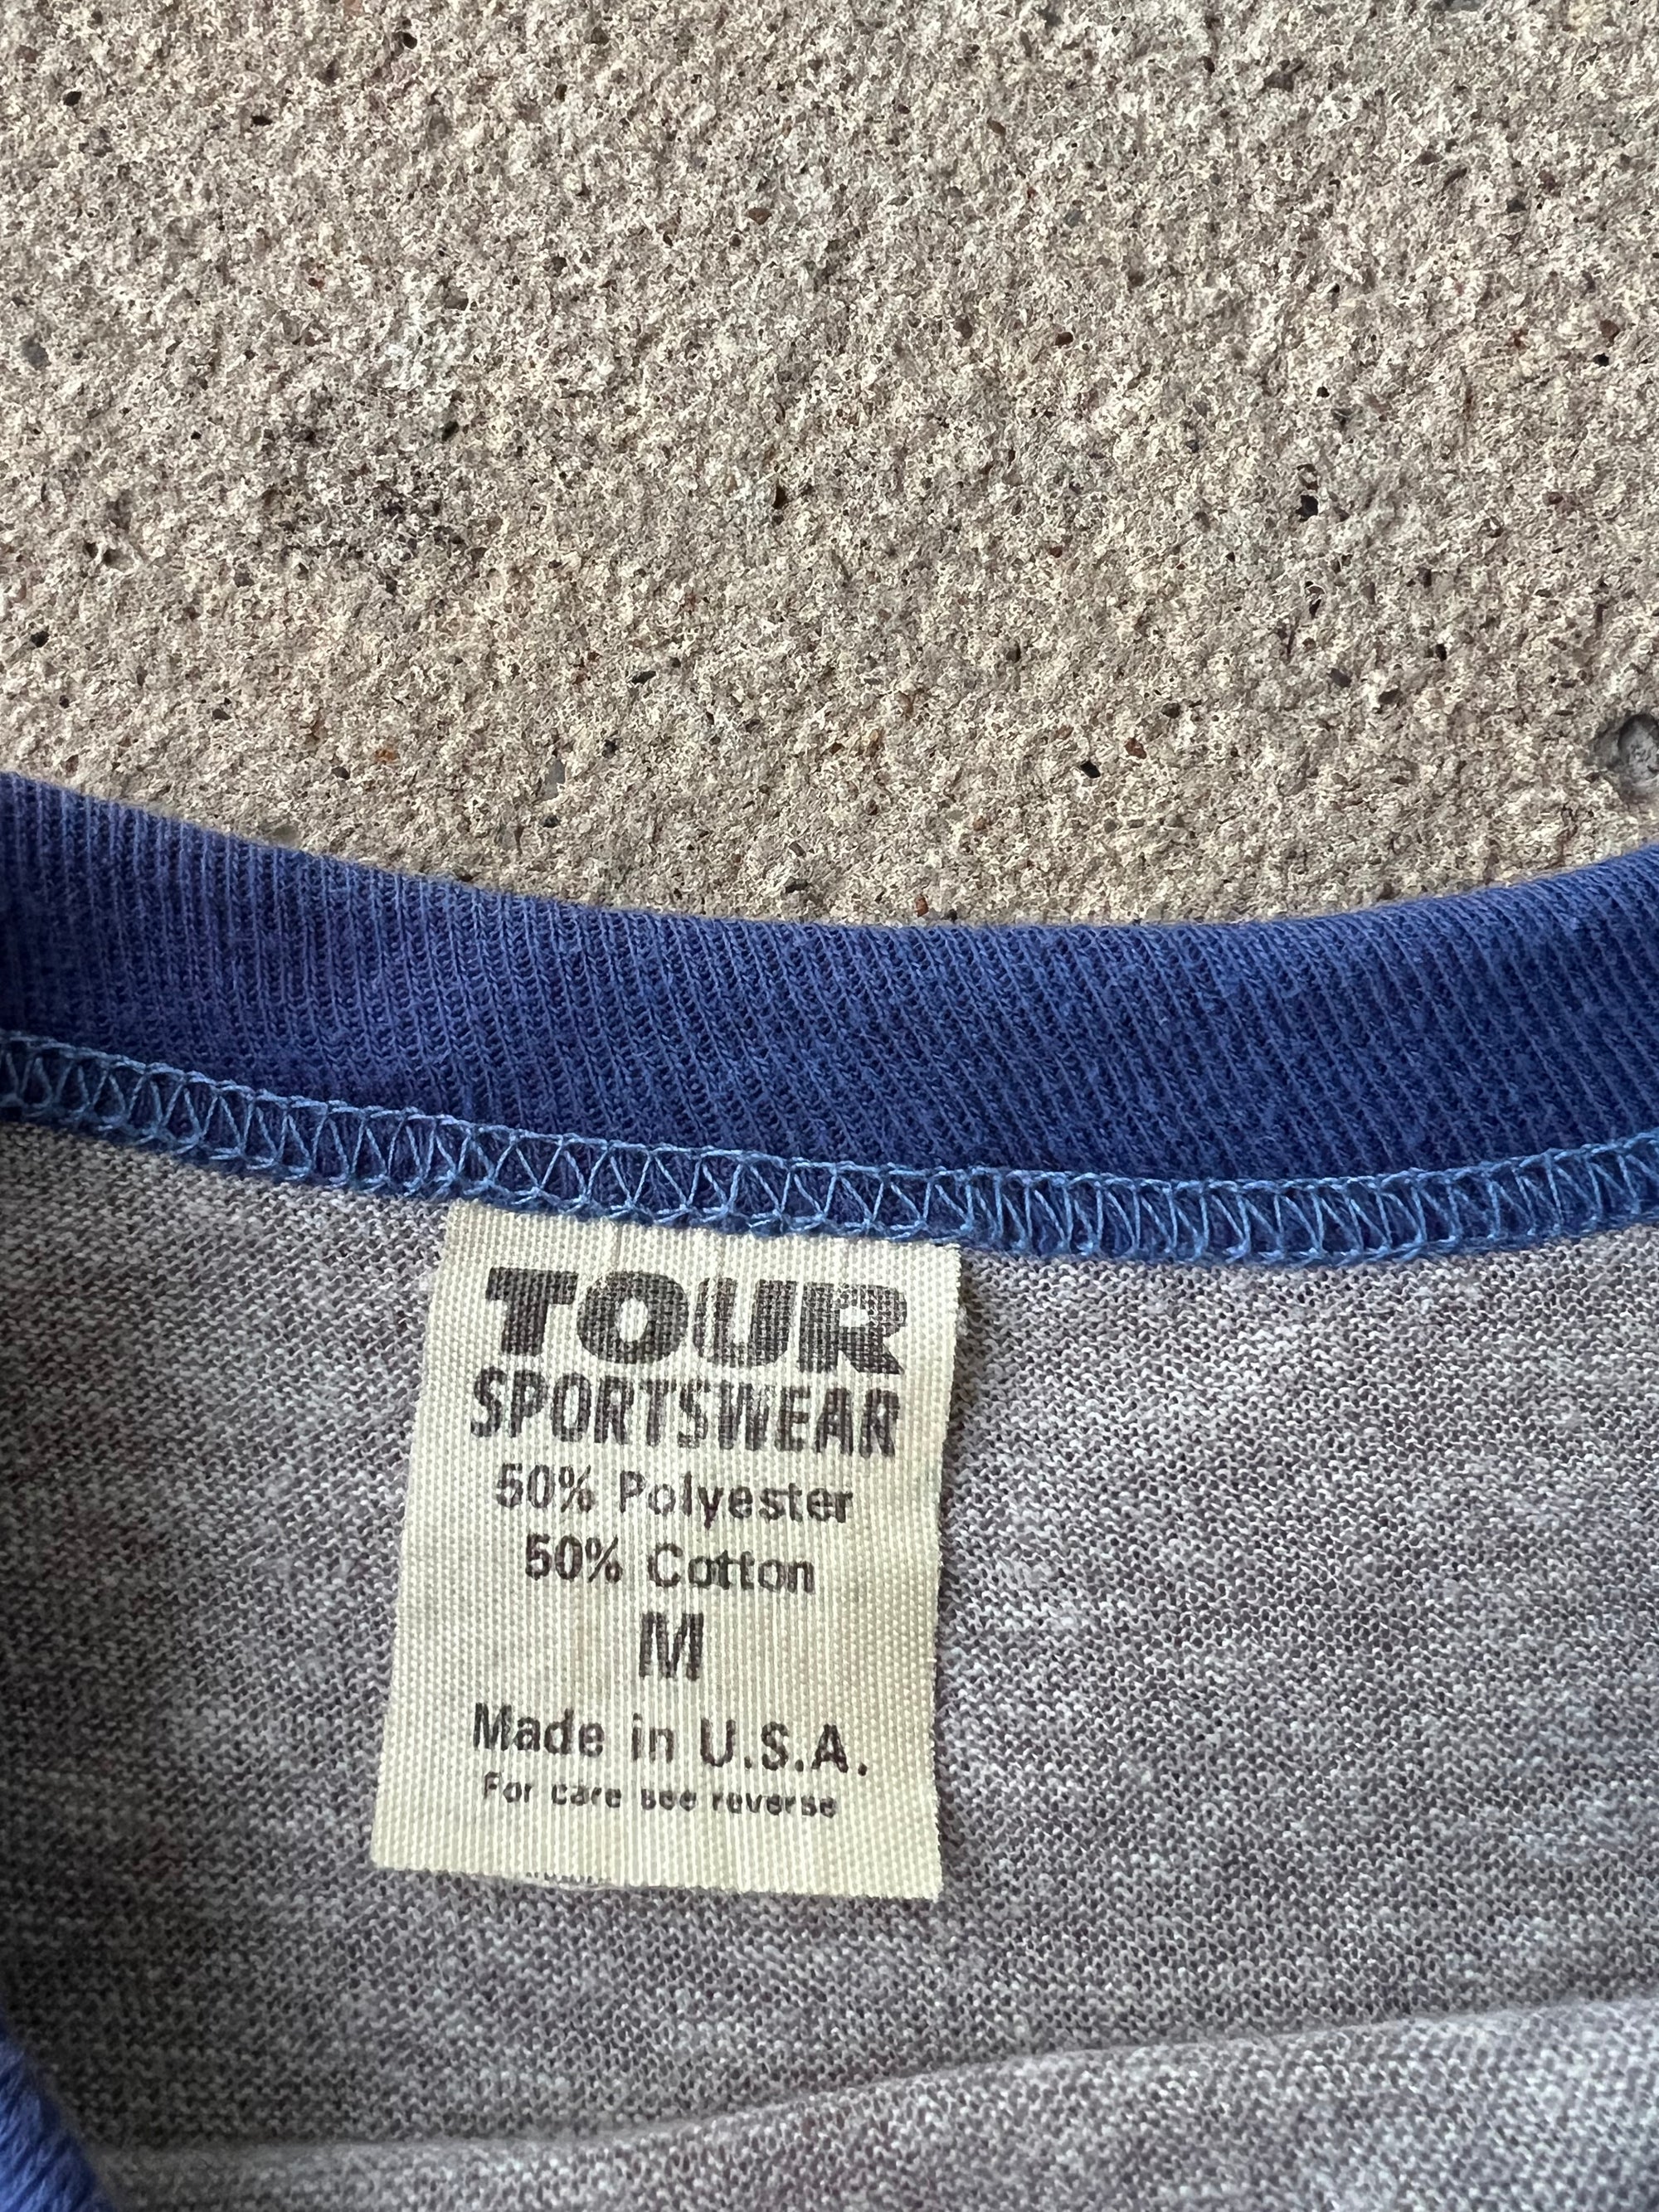 TOUR
SPORTSWEAR
50% Polyester
50% Cotton
M
Made in U.S.A.
For care see reverse